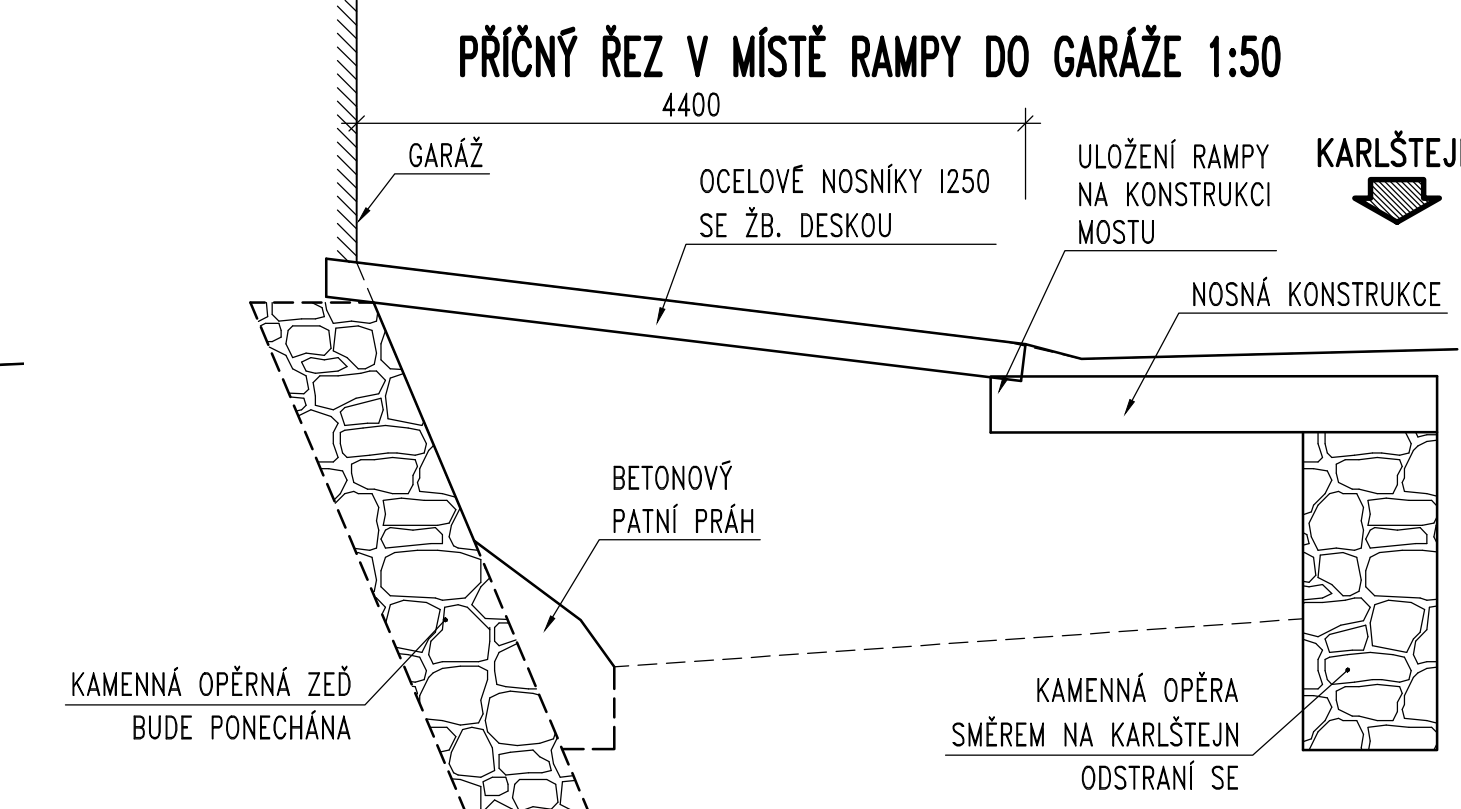 PŘÍČNÝ ŘEZ V MÍSTĚ RAMPY DO GARÁŽE 1:50
4400
GARÁŽ
OCELOVÉ NOSNÍKY I250
SE ŽB. DESKOU
ULOŽENÍ RAMPY
NA KONSTRUKCI
MOSTU
KARLŠTEJ
NOSNÁ KONSTRUKCE
BETONOVÝ
PATNÍ PRÁH
KAMENNÁ OPĚRNÁ ZEĎ
BUDE PONECHÁNA
KAMENNÁ OPĚRA
SMĚREM NA KARLŠTEJN
ODSTRANÍ SE